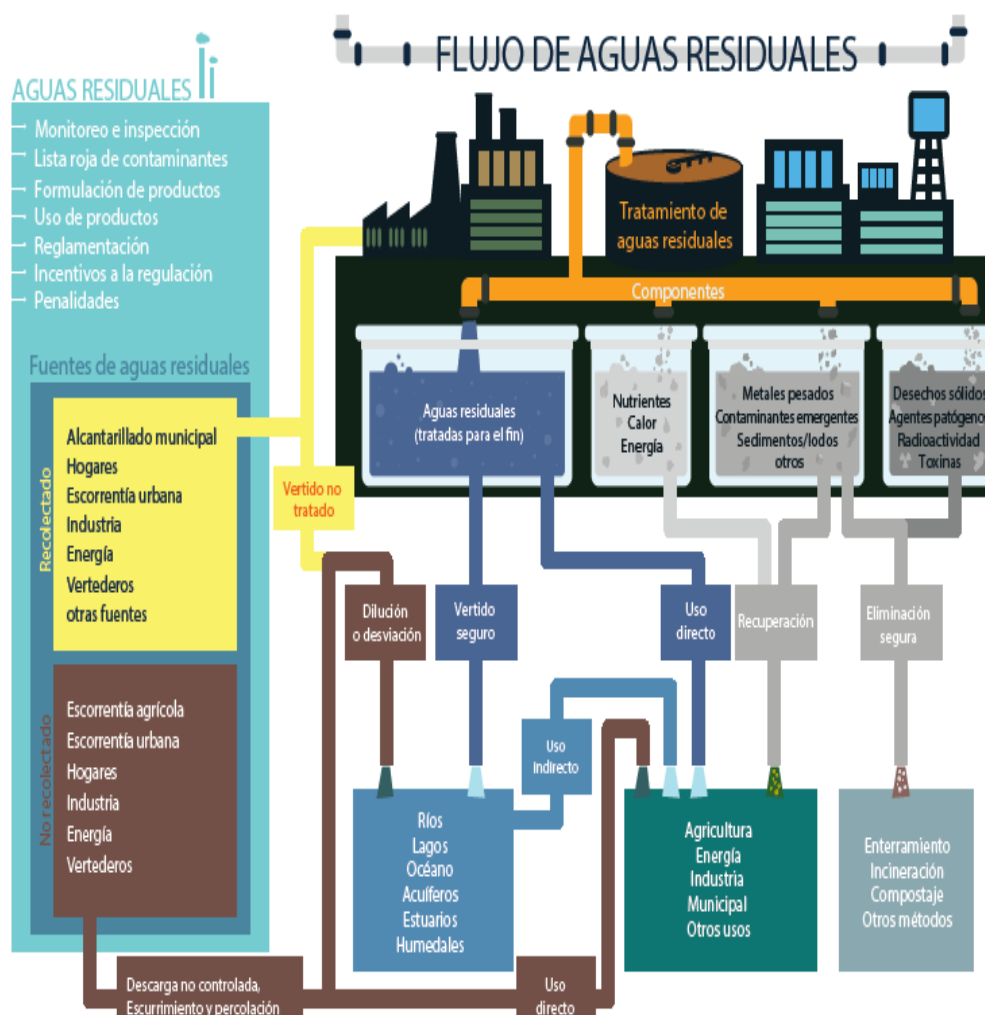 FLUJO DE AGUAS RESIDUALES
AGUAS RESIDUALES
Monitoreo e inspección
Lista roja de contaminantes
Formulación de productos
Uso de productos
Reglamentación
Incentivos a la regulación
Penalidades
Fuentes de aguas residuales
Recolectado
Alcantarillado municipal
Hogares
Escorrentía urbana
Industria
Energía
Vertederos
otras fuentes
No recolectado
Escorrentía agrícola
Escorrentía urbana
Hogares
Industria
Energía
Vertederos
Tratamiento de
aguas residuales
Componentes
Aguas residuales
(tratadas para el fin)
Nutrientes
Calor
Energía
Metales pesados
Contaminantes emergentes
Sedimentos/lodos
otros
Desechos sólidos
Agentes patógenos
Radioactividad
Toxinas
Vertido no
tratado
Dilución
o desviación
Vertido
seguro
Uso
directo
Recuperación
Eliminación
segura
Uso
Indirecto
Ríos
Lagos
Océano
Acuíferos
Estuarios
Humedales
Agricultura
Energía
Industria
Municipal
Otros usos
Enterramiento
Incineración
Compostaje
Otros métodos
Descarga no controlada,
Escurrimiento y percolación
Uso
directo